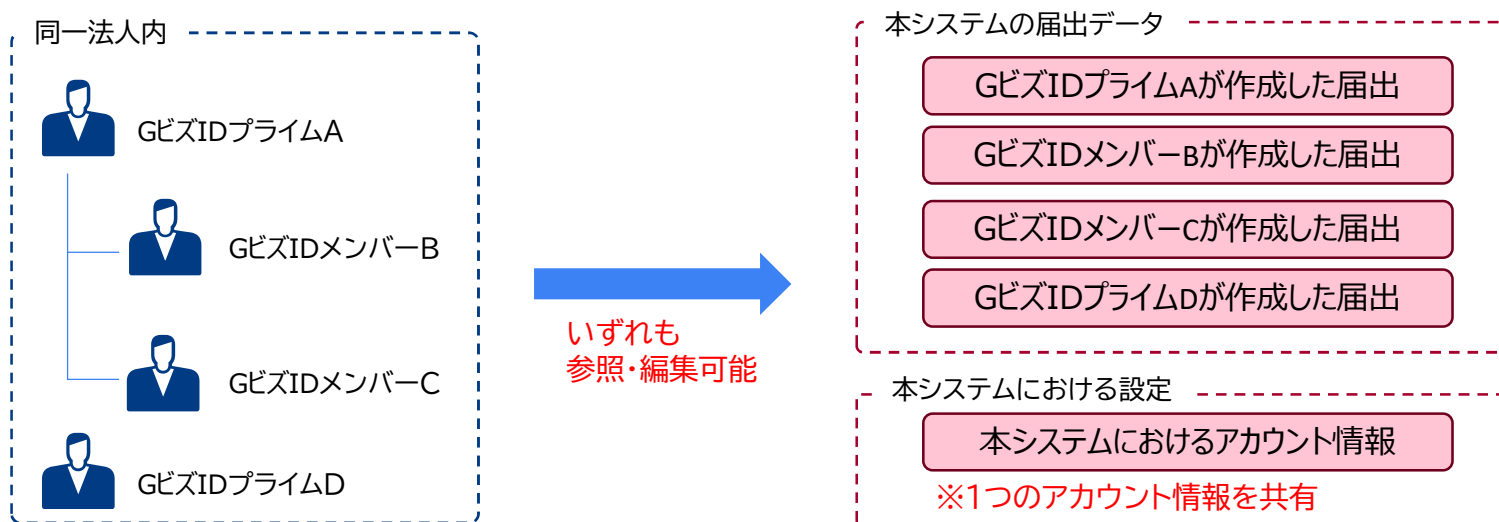 同一法人内
GビズIDプライムA
GビズIDメンバーB
GビズIDメンバーC
GビズIDプライムD
いずれも
参照・編集可能
本システムの届出データ
GビズIDプライムAが作成した届出
GビズIDメンバーBが作成した届出
GビズIDメンバーCが作成した届出
GビズIDプライムDが作成した届出
本システムにおける設定
本システムにおけるアカウント情報
※1つのアカウント情報を共有